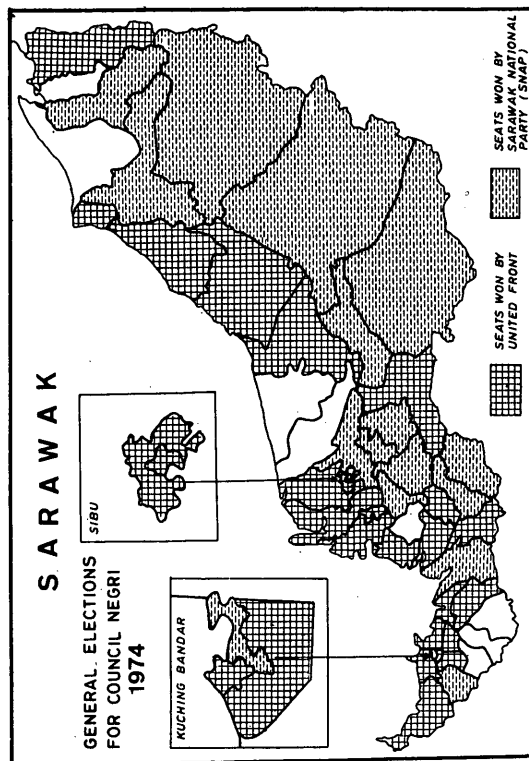 SARAWAK
GENERAL ELECTIONS
FOR COUNCIL NEGRI
1974
SIBU
KUCHING BANDAR
SEATS WON BY
UNITED FRONT
SEATS WON BY
SARAWAK NATIONAL
PARTY (SNAP)